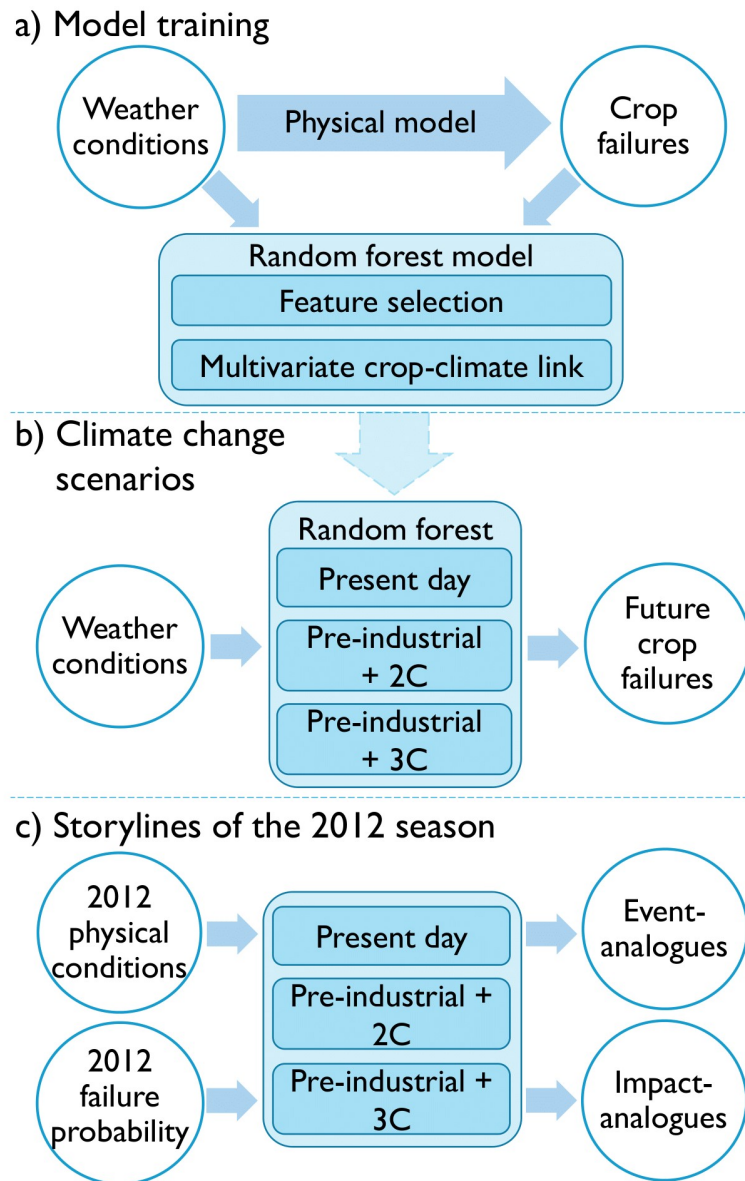 a) Model training
Weather
conditions
Physical model
Crop
failures
Random forest model
Feature selection
Multivariate crop-climate link
b) Climate change
scenarios
Weather
conditions
Random forest
Present day
Pre-industrial
+ 2C
Pre-industrial
+ 3C
Future
crop
failures
c) Storylines of the 2012 season
2012
physical
conditions
2012
failure
probability
Present day
Pre-industrial +
2C
Pre-industrial +
3C
Event-
analogues
Impact-
analogues